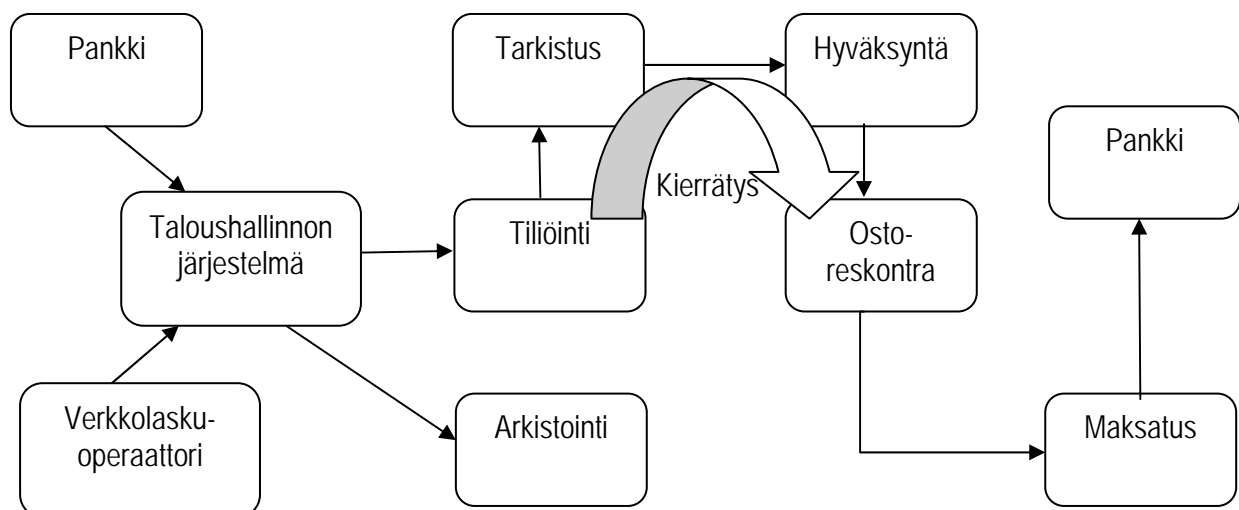 Pankki
Tarkistus
Hyväksyntä
Pankki
Kierrätys
Taloushallinnon
järjestelmä
Tiliöinti
Osto-
reskontra
Verkkolasku-
operaattori
Arkistointi
Maksatus